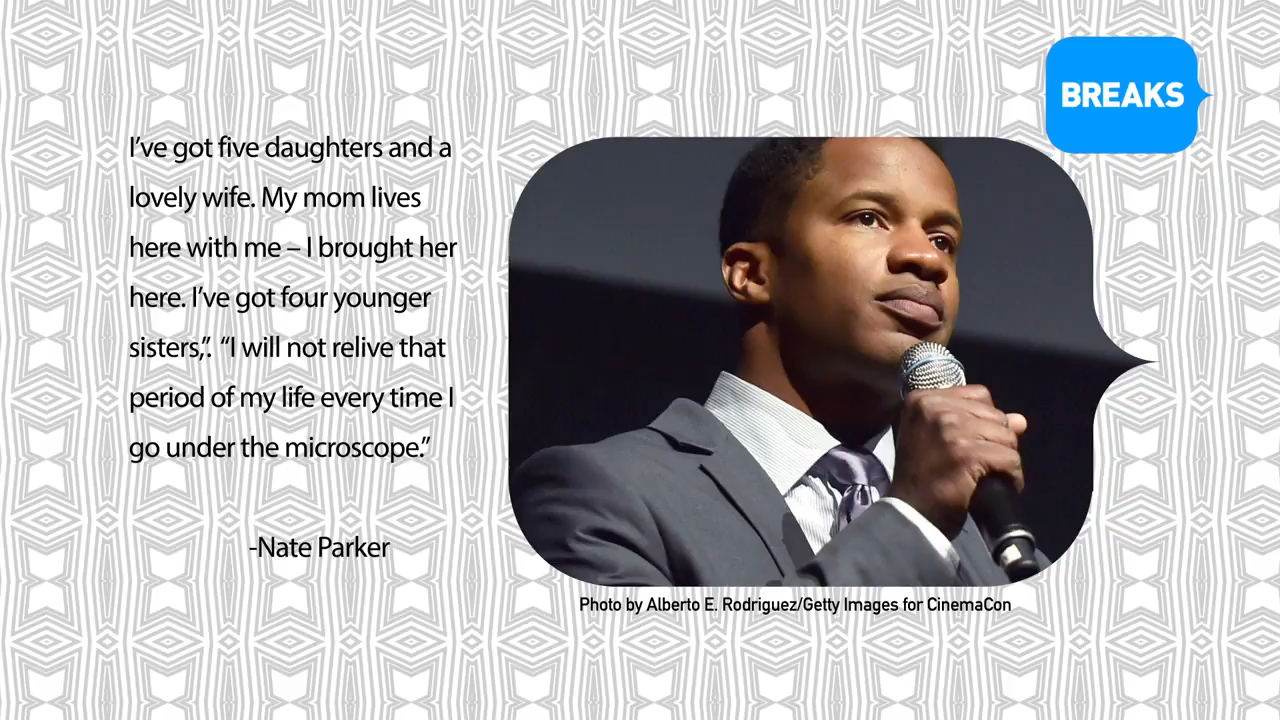 BREAKS
I’ve got five daughters and a
lovely wife. My mom lives
here with me – I brought her
here. I’ve got four younger
sisters,”. “I will not relive that
period of my life every time I
go under the microscope.”
-Nate Parker
Photo by Alberto E. Rodriguez/Getty Images for CinemaCon